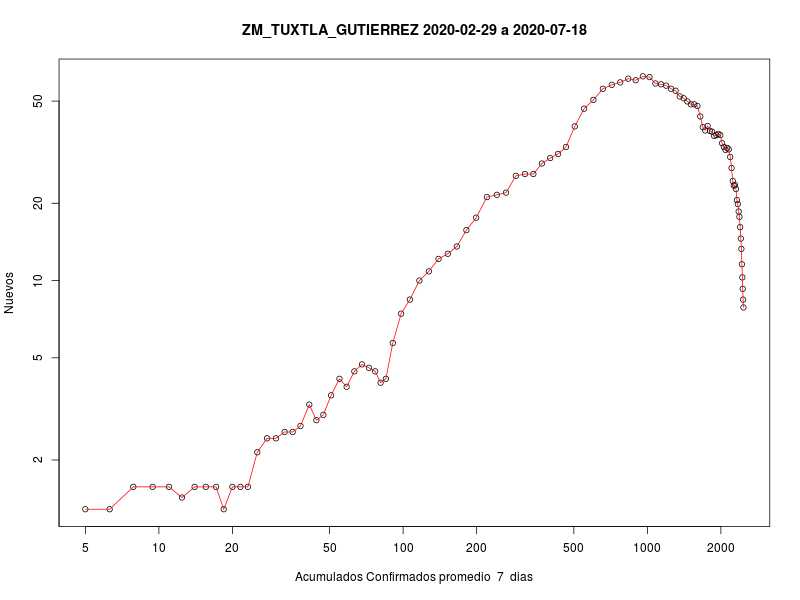 ZM_TUXTLA_GUTIERREZ 2020-02-29 a 2020-07-18
Nuevos
50
20
10
5
2
5 10 20 50 100 200 500 1000 2000
Acumulados Confirmados promedio 7 dias